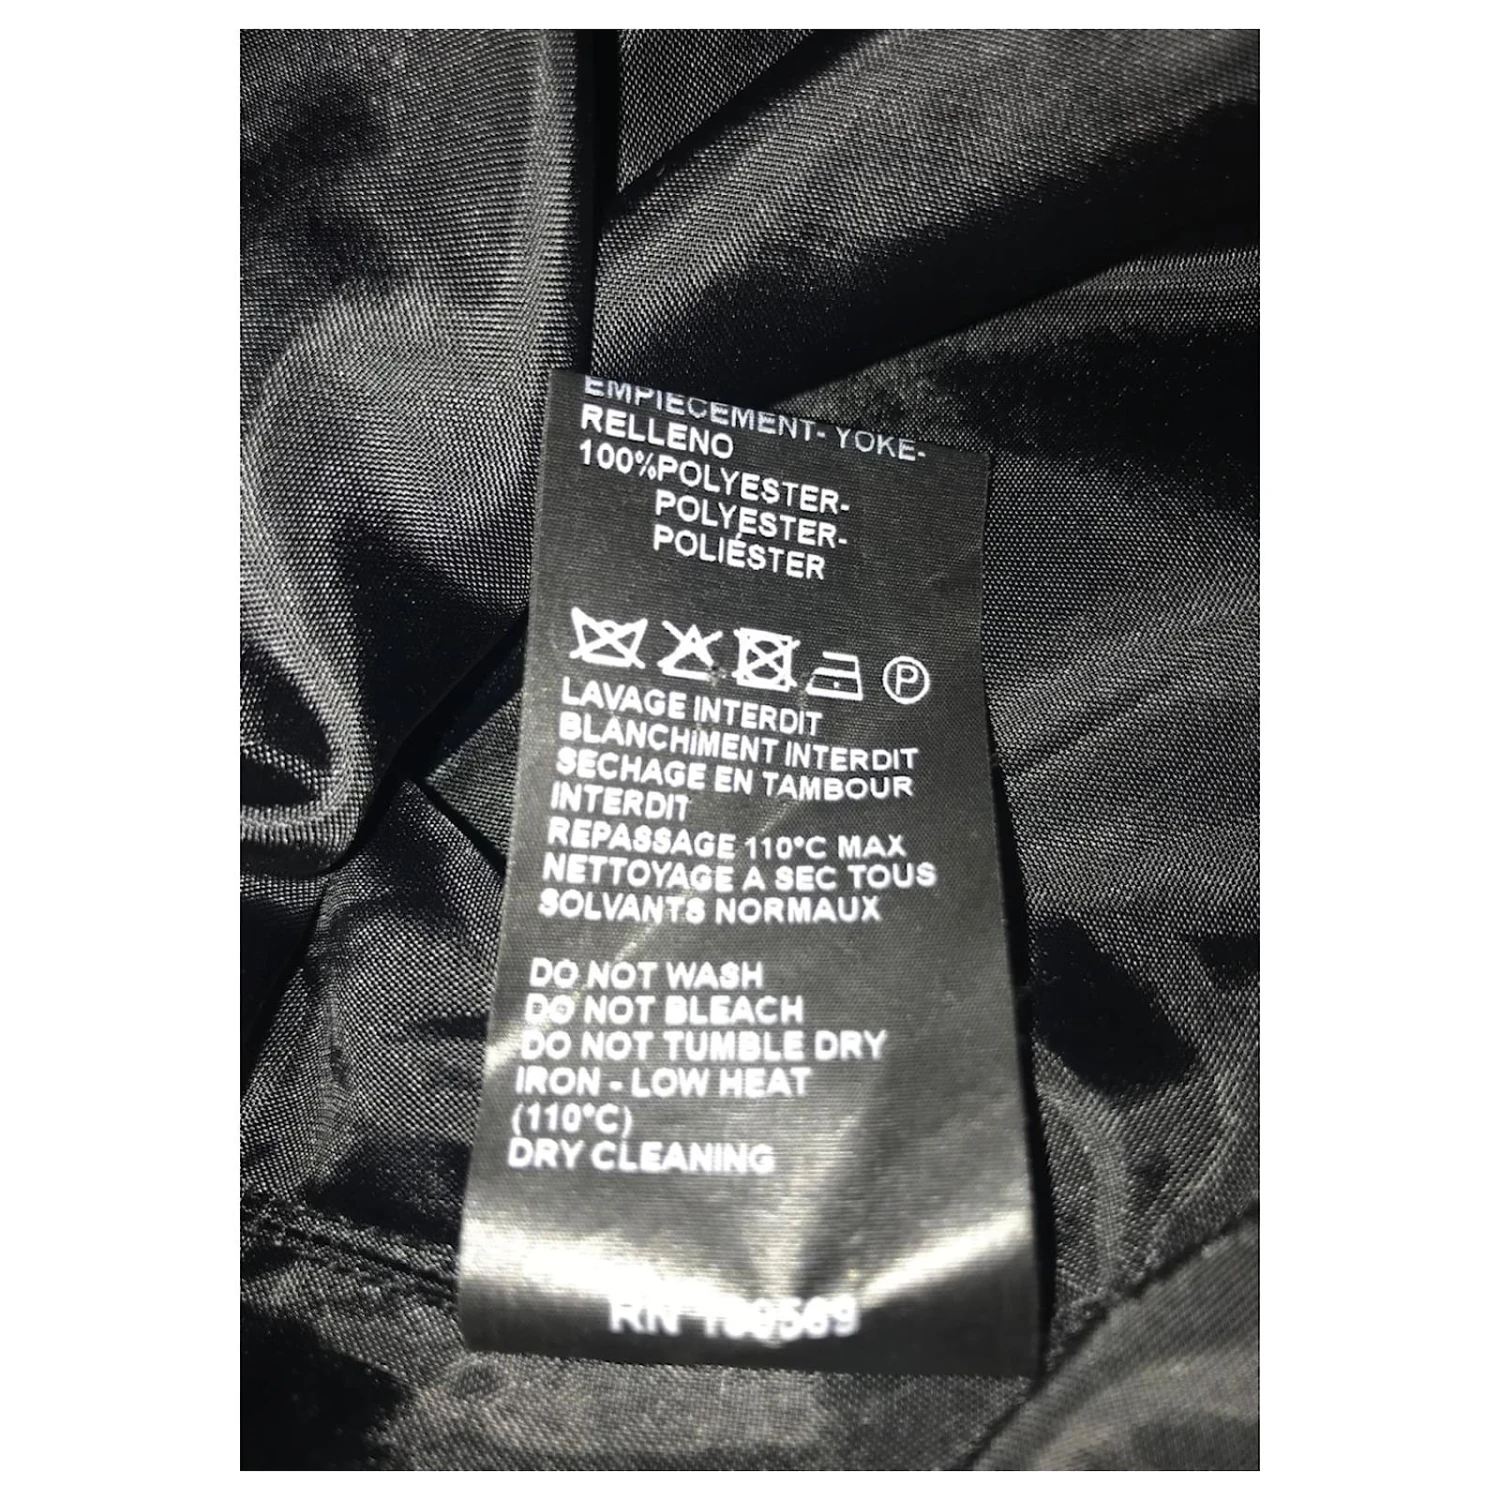 EMPIECEMENT- YOKE-
RELLENO
100%POLYESTER-
POLYESTER-
POLIÉSTER
P
LAVAGE INTERDIT
BLANCHIMENT INTERDIT
SECHAGE EN TAMBOUR
INTERDIT
REPASSAGE 110°C MAX
NETTOYAGE A SEC TOUS
SOLVANTS NORMAUX
DO NOT WASH
DO NOT BLEACH
DO NOT TUMBLE DRY
IRON - LOW HEAT
(110°C)
DRY CLEANING
RN